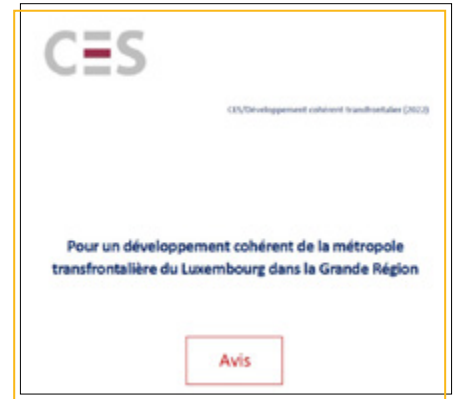 CES
CES/Développement cohérent transfrontalier (2022)
Pour un développement cohérent de la métropole
transfrontalière du Luxembourg dans la Grande Région
Avis